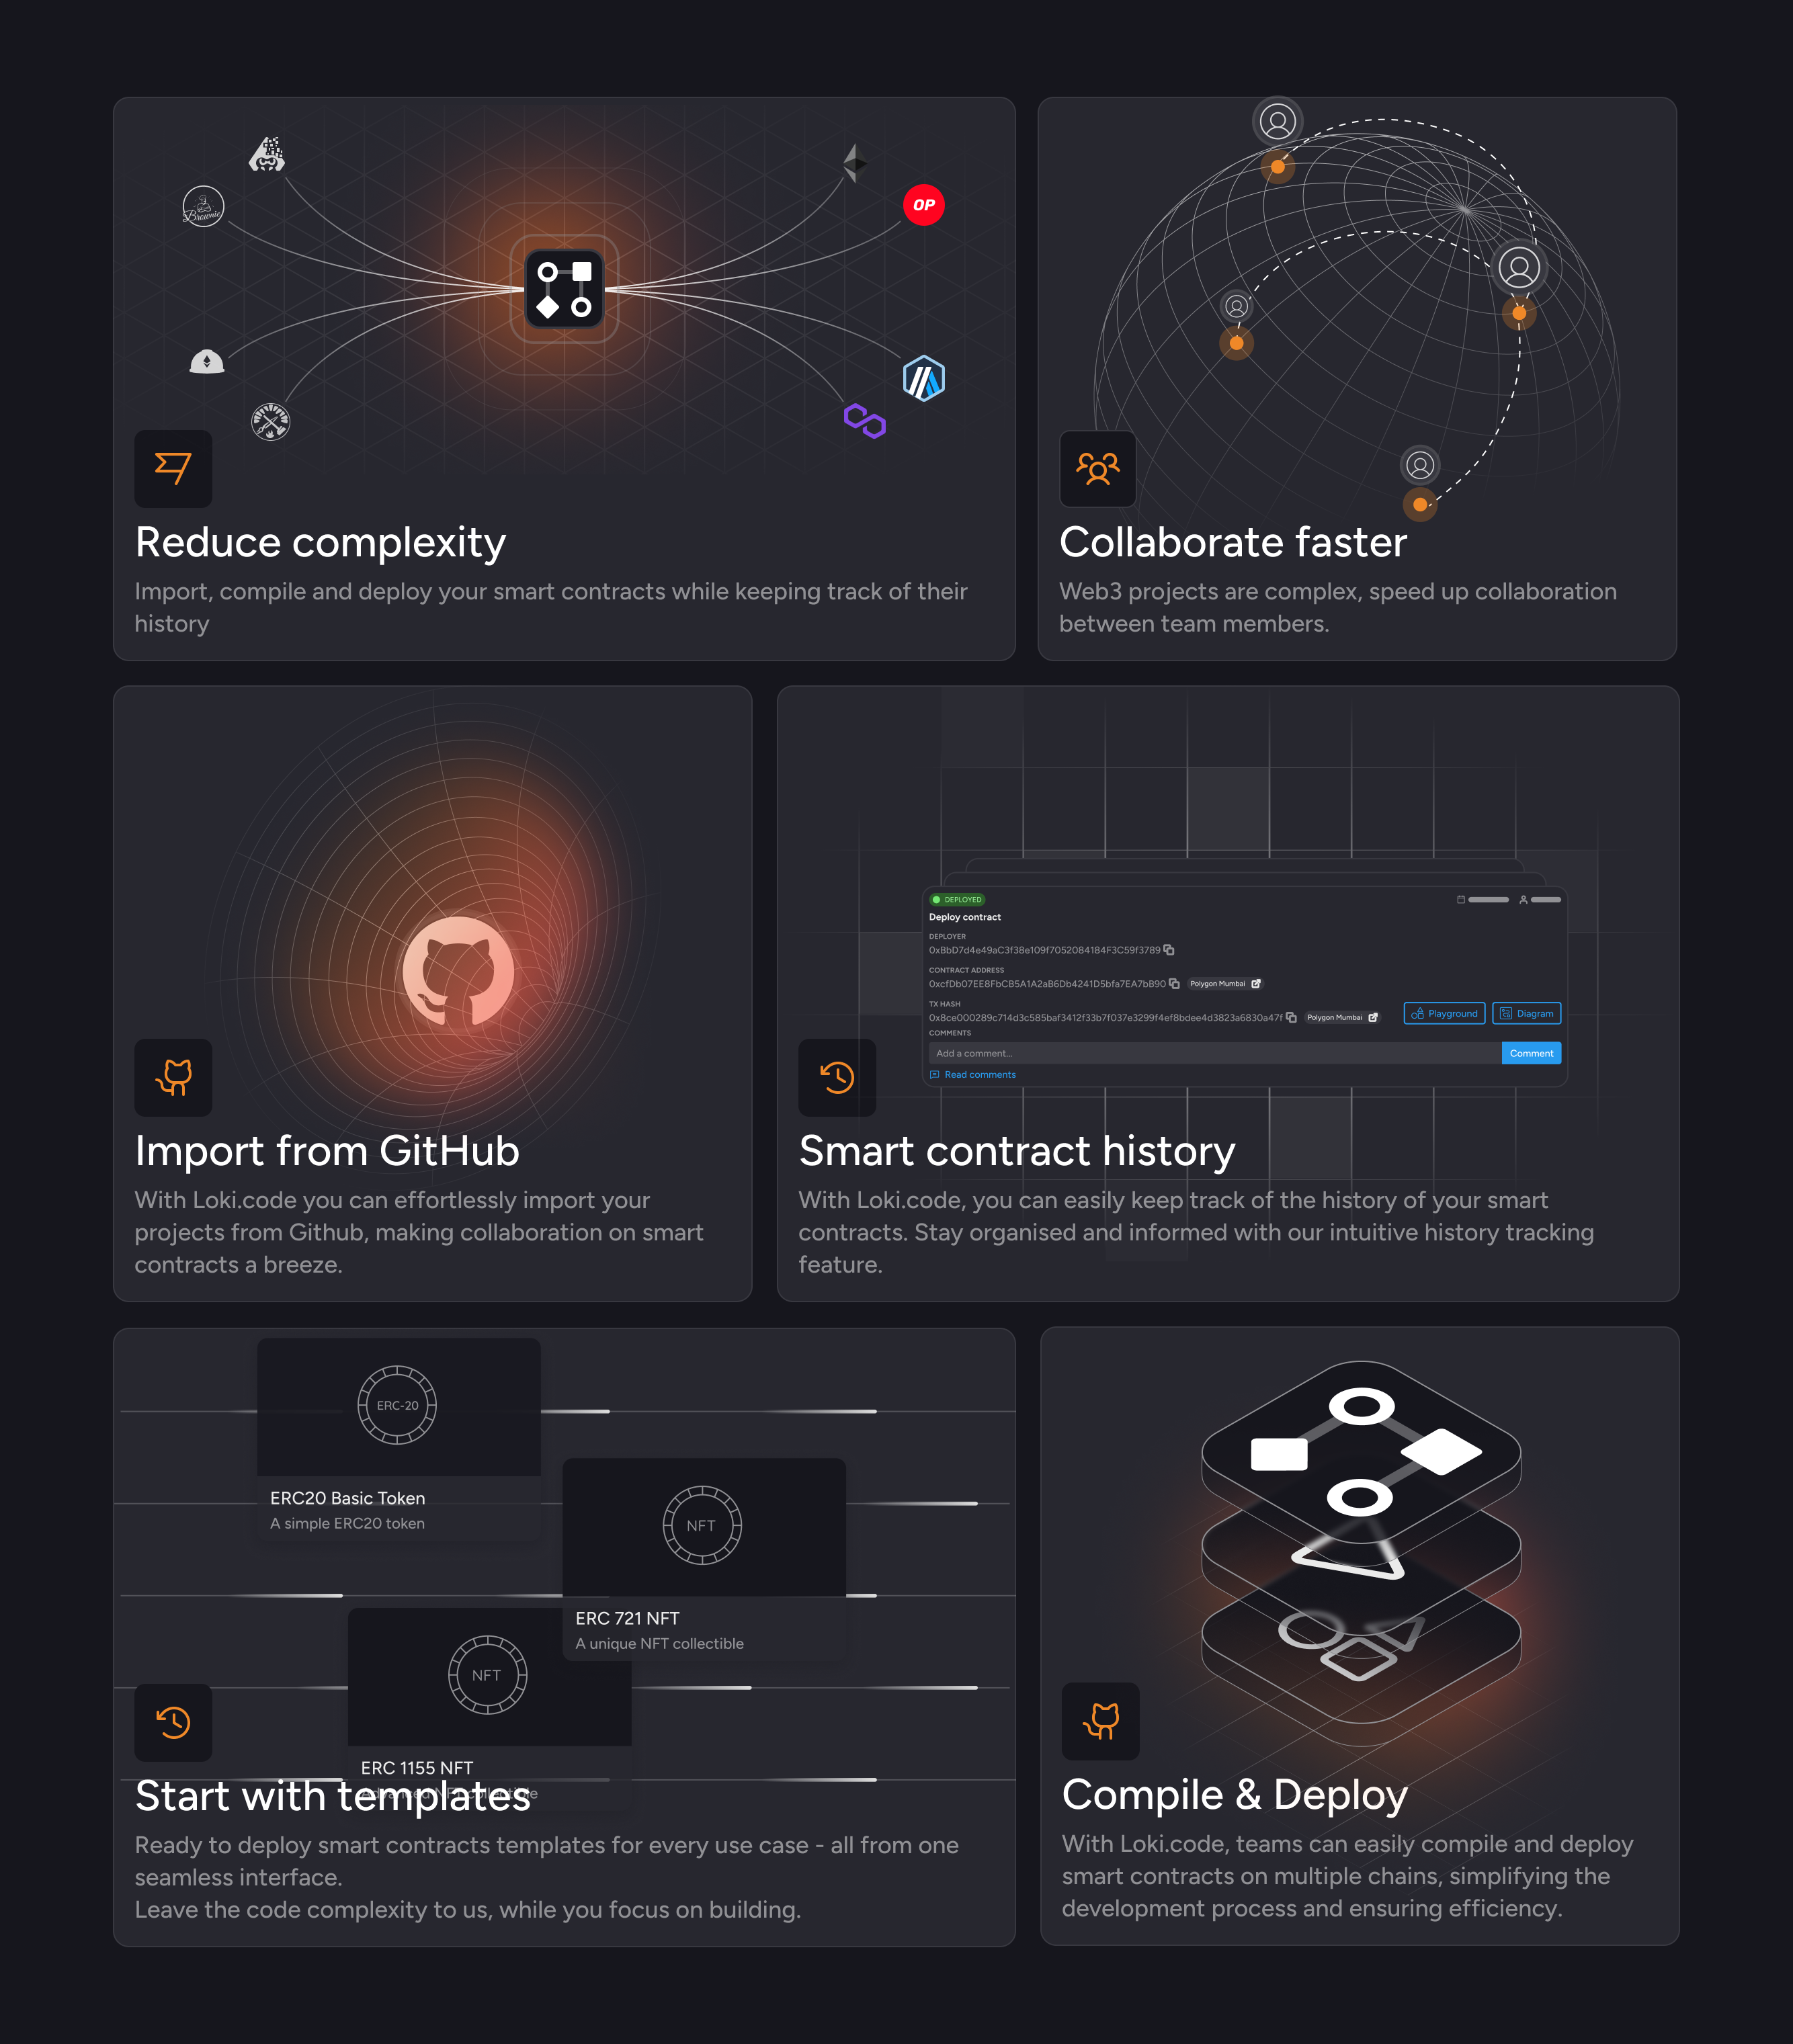 Brownie
OP
Reduce complexity
Import, compile and deploy your smart contracts while keeping track of their
history
Collaborate faster
Web3 projects are complex, speed up collaboration
between team members.
Import from GitHub
With Loki.code you can effortlessly import your
projects from Github, making collaboration on smart
contracts a breeze.
DEPLOYED
Deploy contract
DEPLOYER
0xBbD7d4e49aC3f38e109f7052084184F3C59f3789
CONTRACT ADDRESS
0xcfDb07EE8FbCB5A1A2aB6Db4241D5bfa7EA7bB90
Polygon Mumbai
TX HASH
0x8ce000289c714d3c585baf3412f33b7f037e3299f4ef8bdee4d3823a6830a47f
Polygon Mumbai
Playground
Diagram
COMMENTS
Add a comment...
Comment
Read comments
Smart contract history
With Loki.code, you can easily keep track of the history of your smart
contracts. Stay organised and informed with our intuitive history tracking
feature.
ERC-20
ERC20 Basic Token
A simple ERC20 token
NFT
ERC 721 NFT
A unique NFT collectible
NFT
ERC 1155 NFT
Advanced NFT collectible
Start with templates
Ready to deploy smart contracts templates for every use case - all from one
seamless interface.
Leave the code complexity to us, while you focus on building.
Compile & Deploy
With Loki.code, teams can easily compile and deploy
smart contracts on multiple chains, simplifying the
development process and ensuring efficiency.